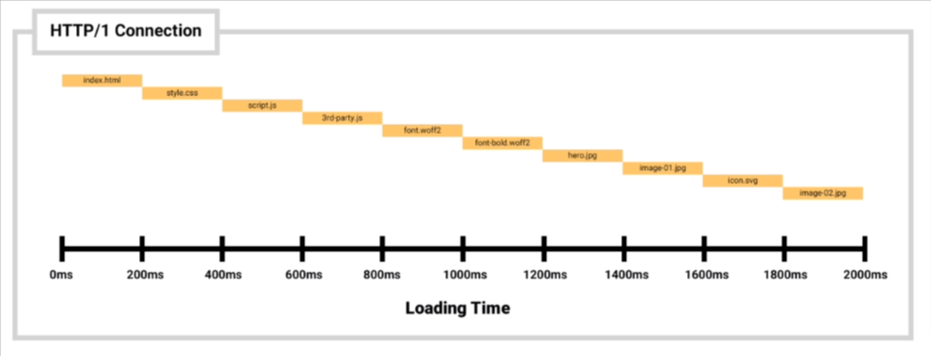 HTTP/1 Connection
index.html
style.css
script.js
3rd-party.js
font.woff2
font-bold.woff2
hero.jpg
image-01.jpg
icon.svg
image-02.jpg
0ms 200ms 400ms 600ms 800ms 1000ms 1200ms 1400ms 1600ms 1800ms 2000ms
Loading Time